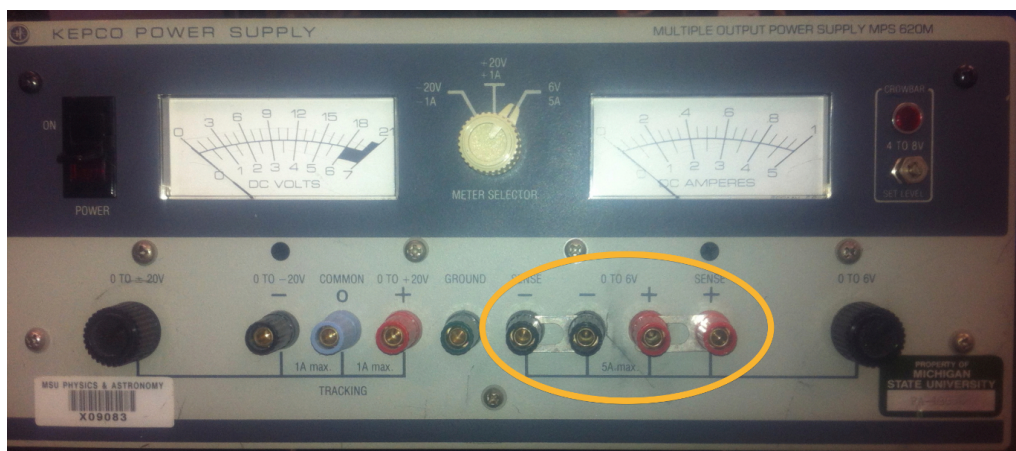 KEPCO POWER SUPPLY
MULTIPLE OUTPUT POWER SUPPLY MPS 620M
ON
POWER
0 3 6 9 12 15 18 21
0 1 2 3 4 5 6 7
DC VOLTS
-20V
-1A
+20V
+1A
6V
5A
METER SELECTOR
0 .2 .4 .6 .8 1
0 1 2 3 4 5
DC AMPERES
CROWBAR
4 TO 8V
SET LEVEL
0 TO ± 20V
0 TO -20V
COMMON
0 TO +20V
GROUND
SENSE
0 TO 6V
SENSE
0 TO 6V
- O +
- - + +
1A max.
1A max.
5A max.
TRACKING
MSU PHYSICS & ASTRONOMY
X09083
PROPERTY OF
MICHIGAN
STATE UNIVERSITY